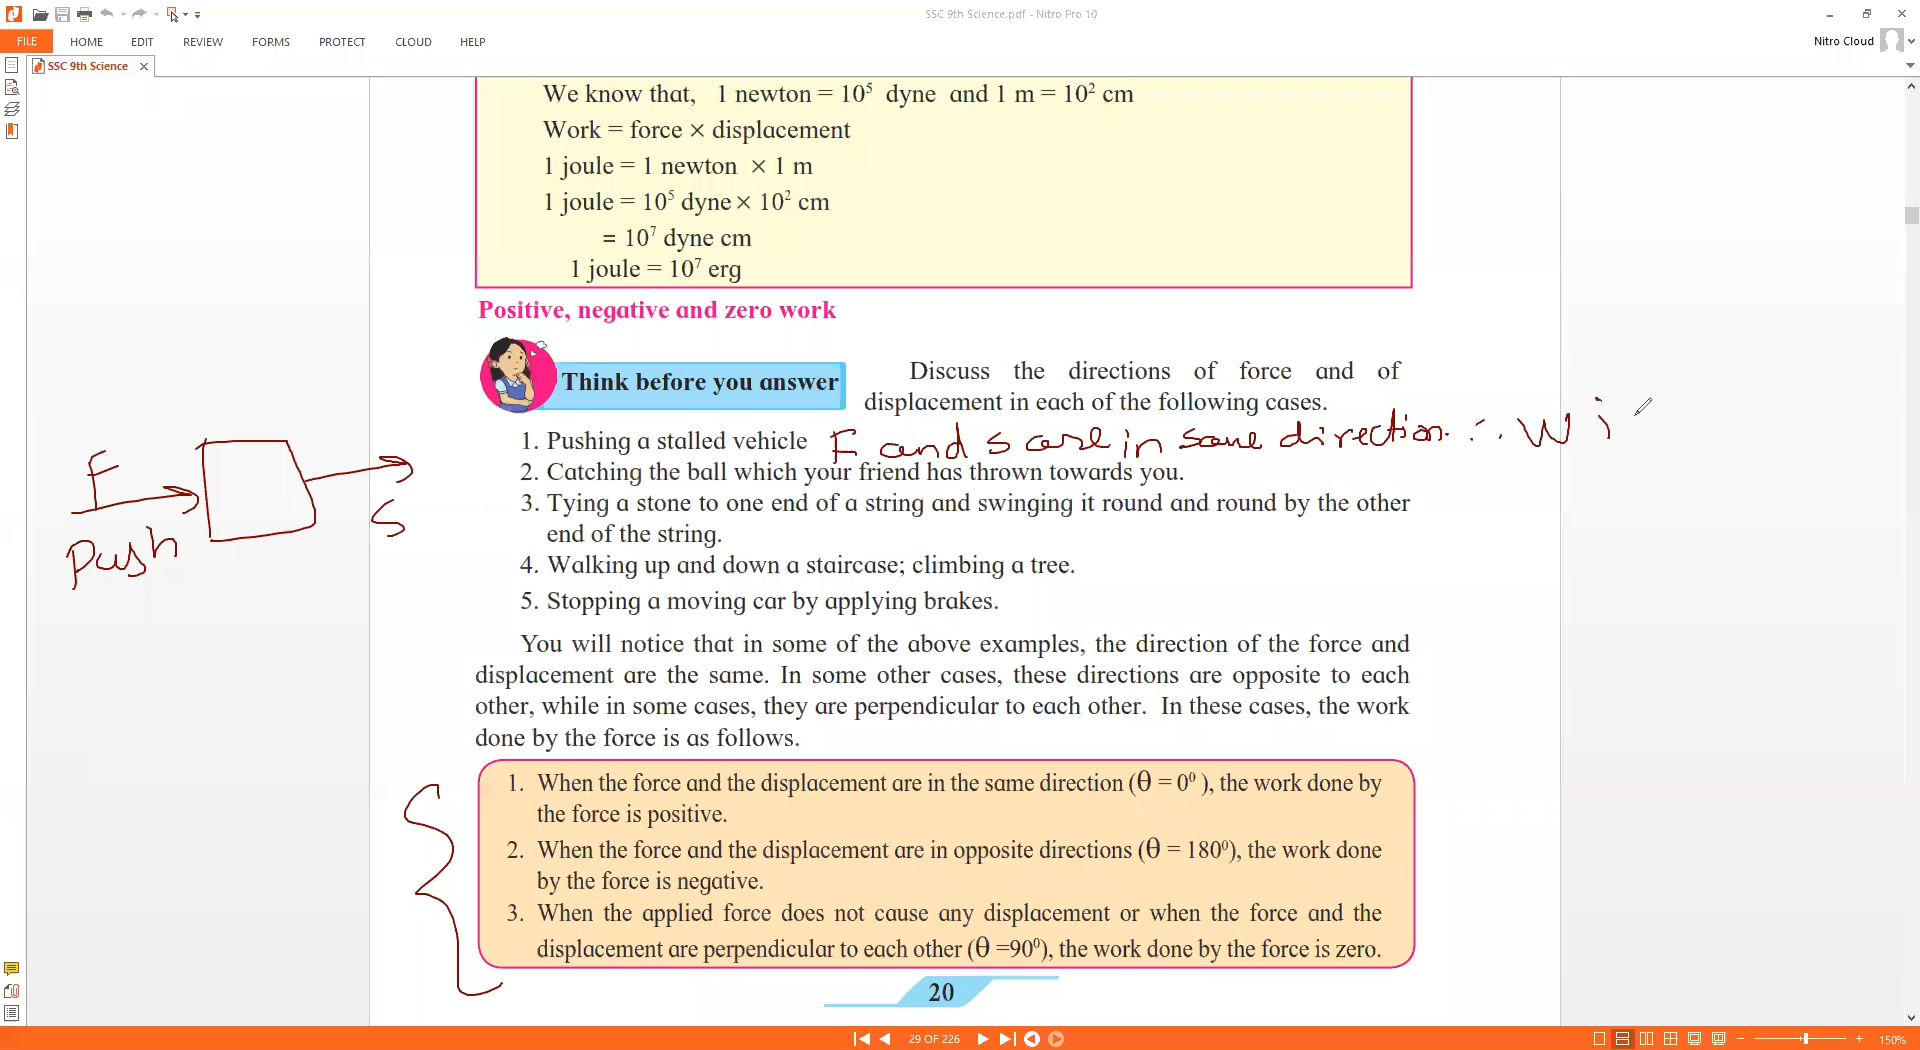 SSC 9th Science.pdf - Nitro Pro 10
FILE HOME EDIT REVIEW FORMS PROTECT CLOUD HELP
Nitro Cloud
SSC 9th Science
We know that, 1 newton = 10⁵ dyne and 1 m = 10² cm
Work = force × displacement
1 joule = 1 newton × 1 m
1 joule = 10⁵ dyne × 10² cm
= 10⁷ dyne cm
1 joule = 10⁷ erg
Positive, negative and zero work
Think before you answer
Discuss the directions of force and of
displacement in each of the following cases.
1. Pushing a stalled vehicle F and s are in same direction. ∴ W i
2. Catching the ball which your friend has thrown towards you.
3. Tying a stone to one end of a string and swinging it round and round by the other
end of the string.
4. Walking up and down a staircase; climbing a tree.
5. Stopping a moving car by applying brakes.
F
S
Push
You will notice that in some of the above examples, the direction of the force and
displacement are the same. In some other cases, these directions are opposite to each
other, while in some cases, they are perpendicular to each other. In these cases, the work
done by the force is as follows.
1. When the force and the displacement are in the same direction (θ = 0⁰ ), the work done by
the force is positive.
2. When the force and the displacement are in opposite directions (θ = 180⁰), the work done
by the force is negative.
3. When the applied force does not cause any displacement or when the force and the
displacement are perpendicular to each other (θ =90⁰), the work done by the force is zero.
20
29 OF 226
150%